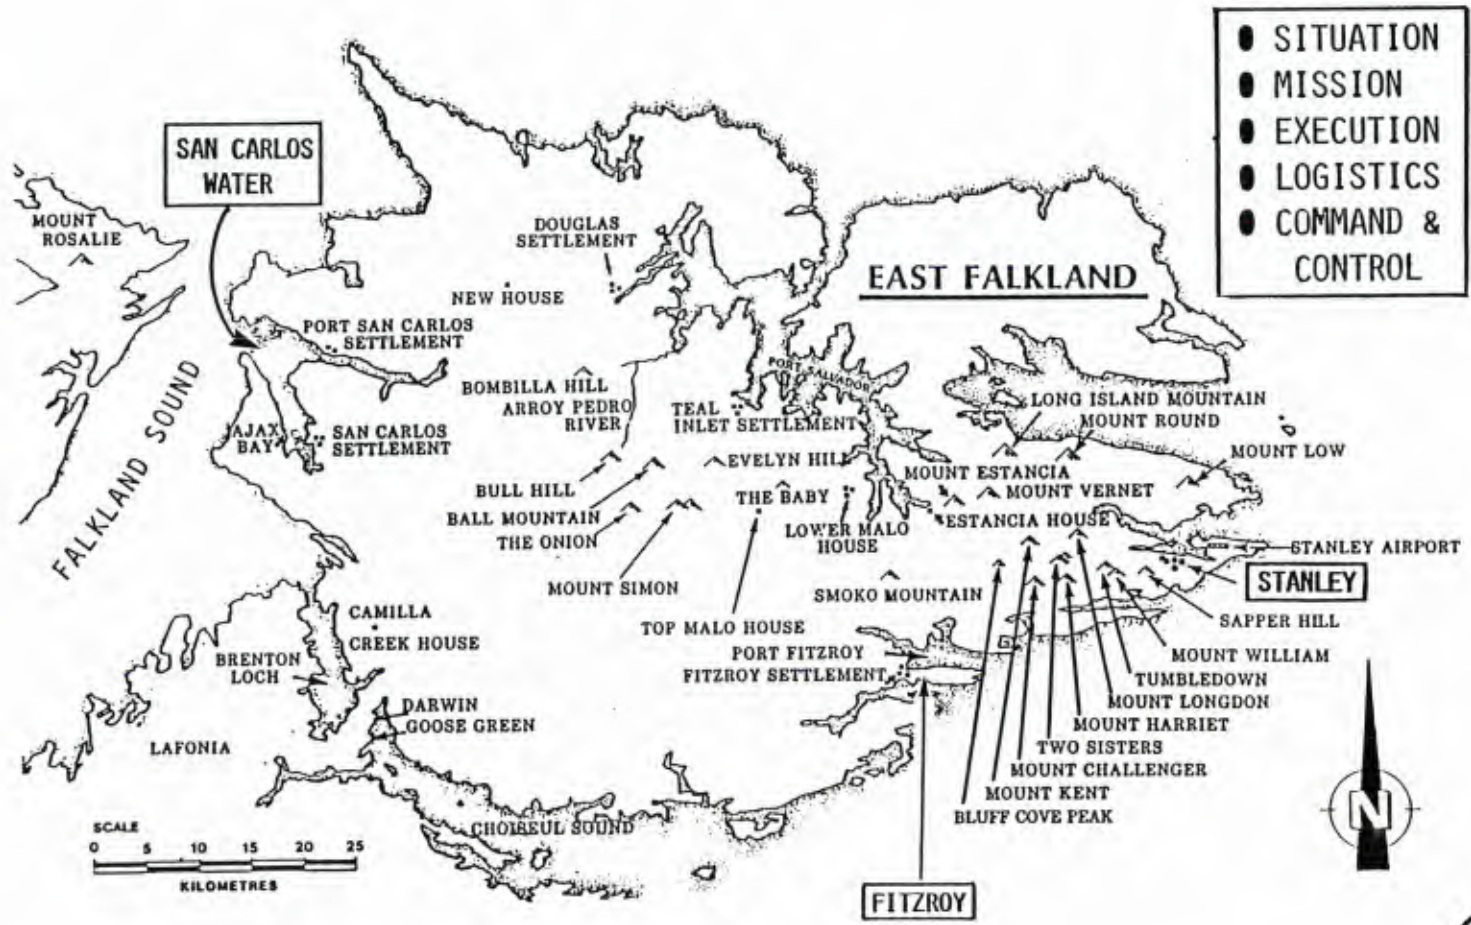 ● SITUATION
● MISSION
● EXECUTION
● LOGISTICS
● COMMAND &
CONTROL
SAN CARLOS
WATER
MOUNT
ROSALIE
DOUGLAS
SETTLEMENT
EAST FALKLAND
NEW HOUSE
PORT SAN CARLOS
SETTLEMENT
FALKLAND SOUND
BOMBILLA HILL
ARROY PEDRO
RIVER
PORT SALVADOR
TEAL
INLET SETTLEMENT
LONG ISLAND MOUNTAIN
MOUNT ROUND
AJAX
BAY
SAN CARLOS
SETTLEMENT
MOUNT LOW
EVELYN HILL
MOUNT ESTANCIA
BULL HILL
THE BABY
MOUNT VERNET
BALL MOUNTAIN
ESTANCIA HOUSE
THE ONION
LOWER MALO
HOUSE
STANLEY AIRPORT
MOUNT SIMON
SMOKO MOUNTAIN
STANLEY
CAMILLA
CREEK HOUSE
TOP MALO HOUSE
SAPPER HILL
BRENTON
LOCH
PORT FITZROY
FITZROY SETTLEMENT
MOUNT WILLIAM
TUMBLEDOWN
MOUNT LONGDON
MOUNT HARRIET
TWO SISTERS
MOUNT CHALLENGER
MOUNT KENT
BLUFF COVE PEAK
DARWIN
GOOSE GREEN
LAFONIA
CHOISEUL SOUND
SCALE
0 5 10 15 20 25
KILOMETRES
FITZROY
N